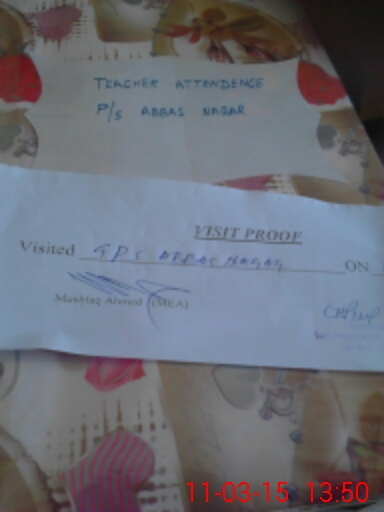 TEACHER ATTENDENCE
P/S ABBAS NAGAR
VISIT PROOF
Visited GPS ABBAS NAGAR ON
Mushtaq Ahmed (MEA)
11-03-15 13:50